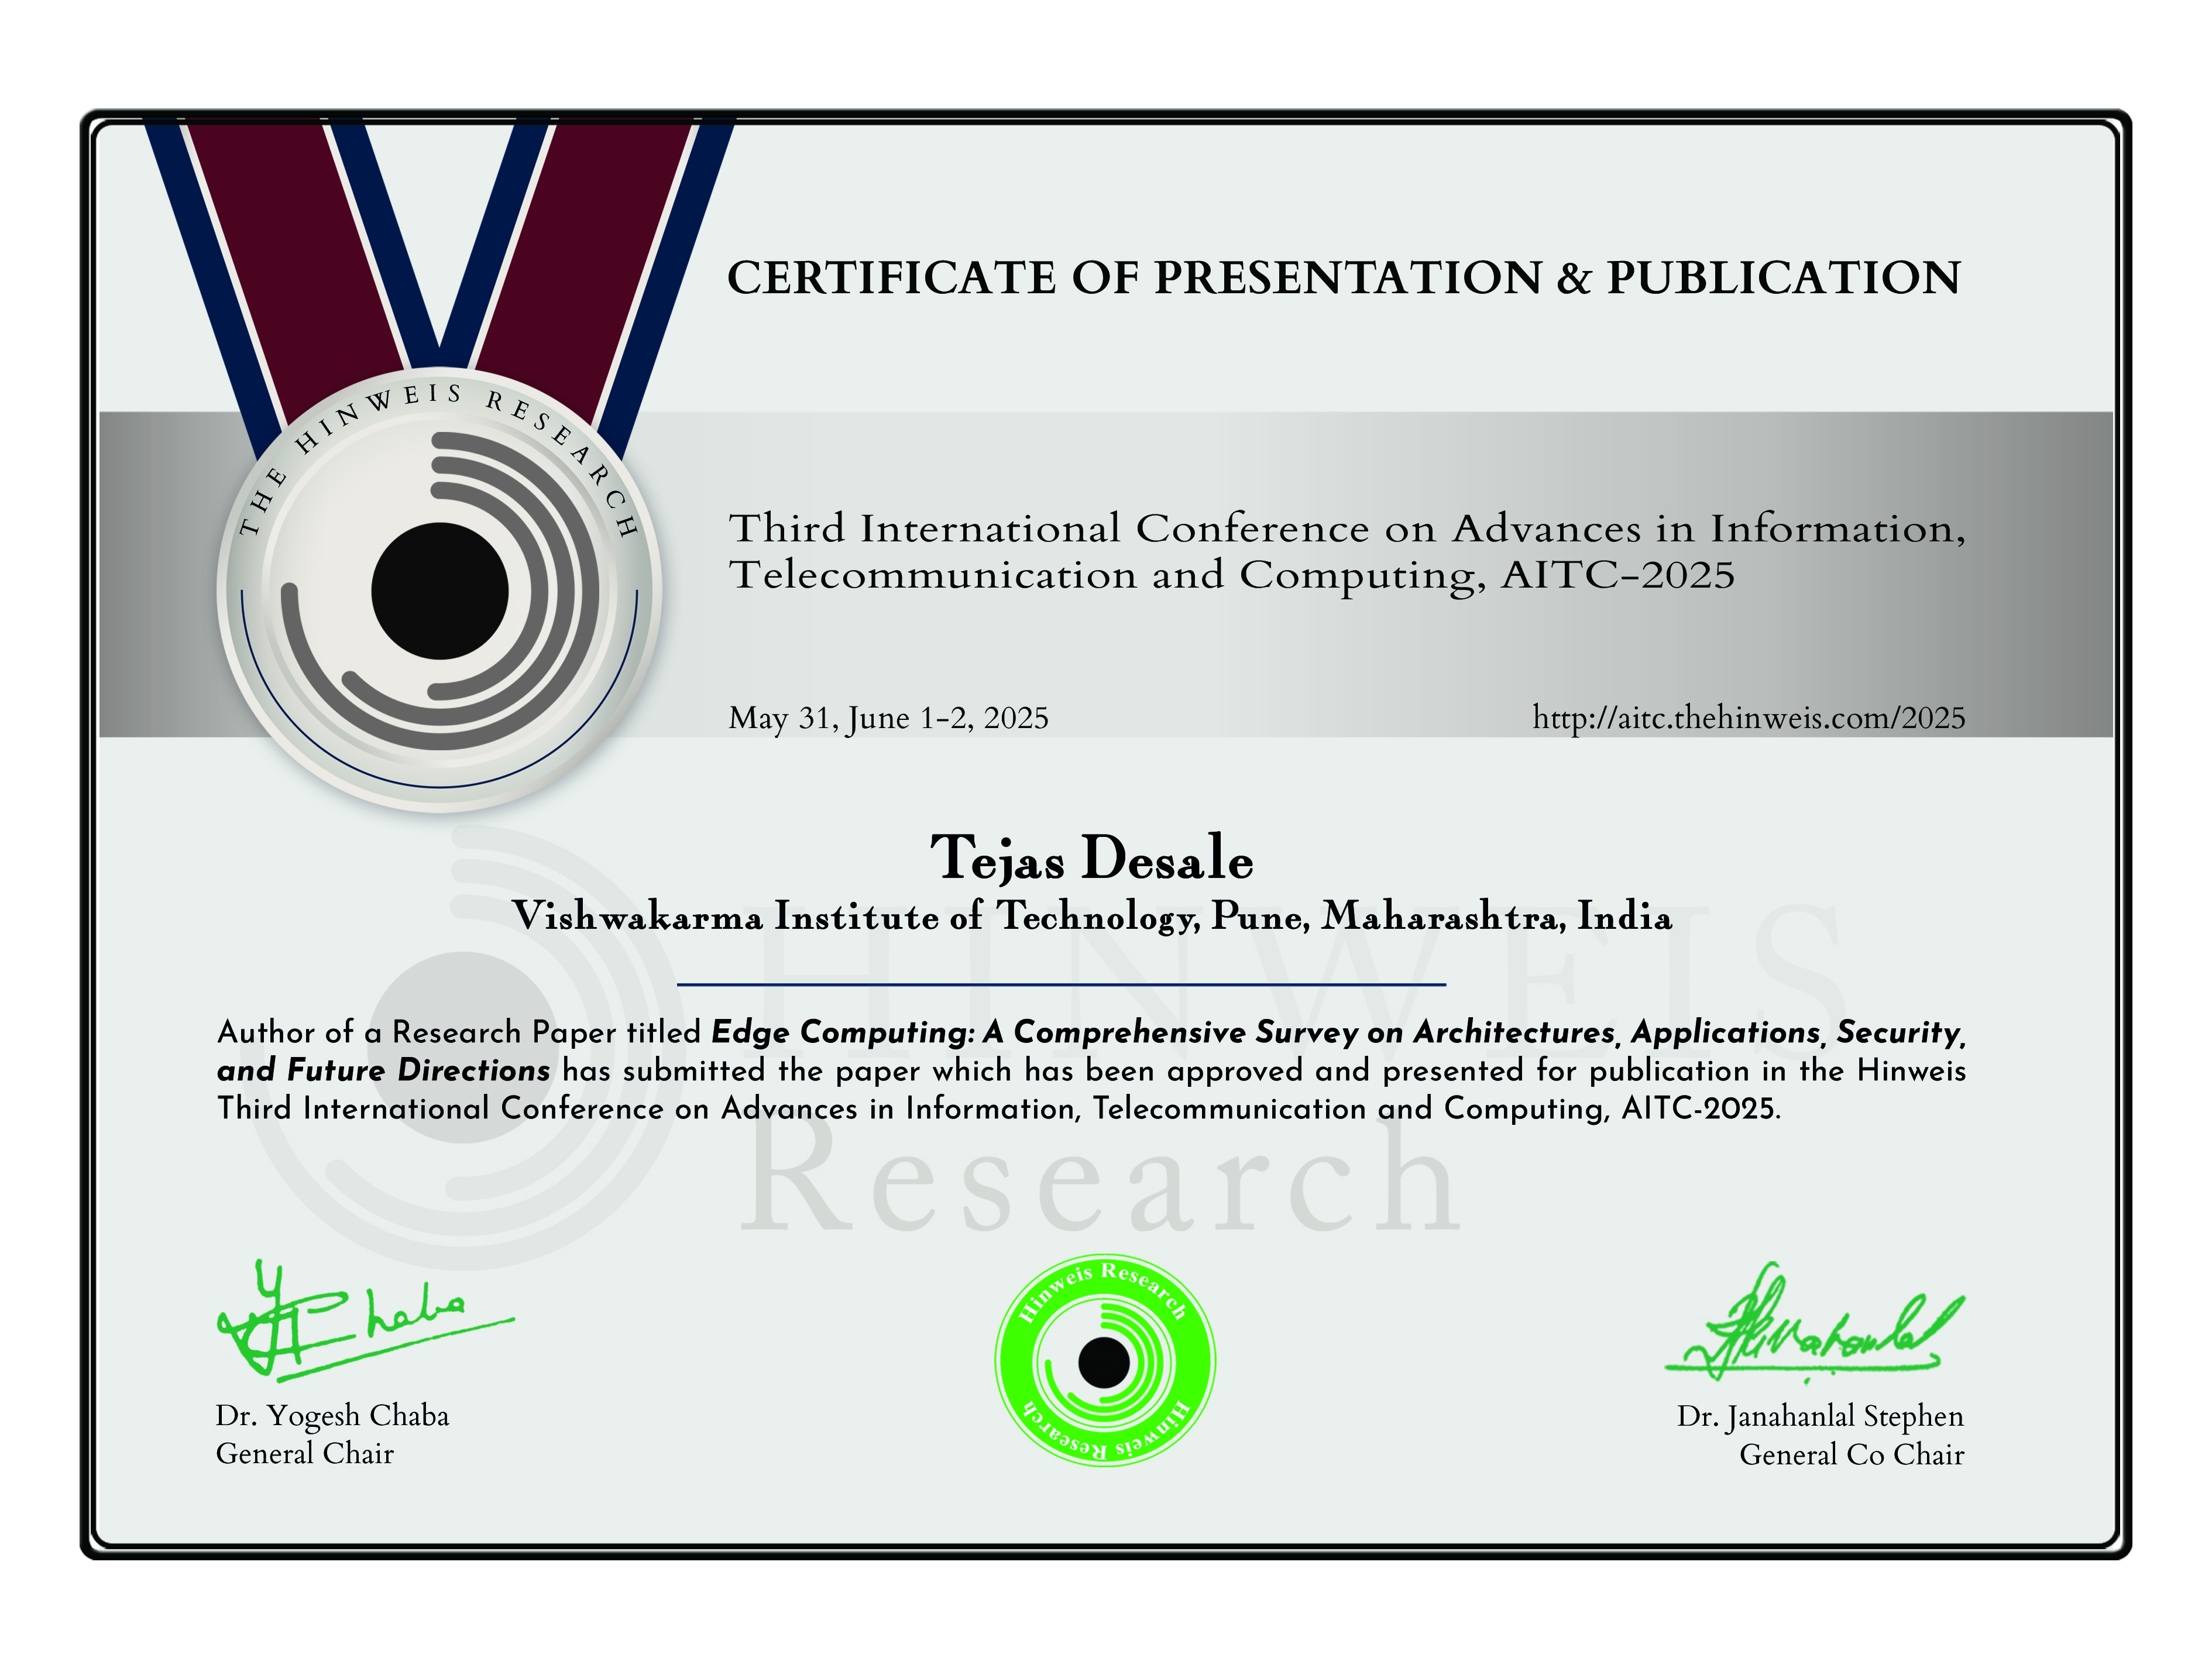 CERTIFICATE OF PRESENTATION & PUBLICATION
THE HINWEIS RESEARCH
Third International Conference on Advances in Information,
Telecommunication and Computing, AITC-2025
May 31, June 1-2, 2025
http://aitc.thehinweis.com/2025
Tejas Desale
Vishwakarma Institute of Technology, Pune, Maharashtra, India
HINWEIS
Author of a Research Paper titled Edge Computing: A Comprehensive Survey on Architectures, Applications, Security,
and Future Directions has submitted the paper which has been approved and presented for publication in the Hinweis
Third International Conference on Advances in Information, Telecommunication and Computing, AITC-2025.
Research
Y Chaba
Hinweis Research
Hinweis Research
Dr. Yogesh Chaba
General Chair
Dr. Janahanlal Stephen
General Co Chair